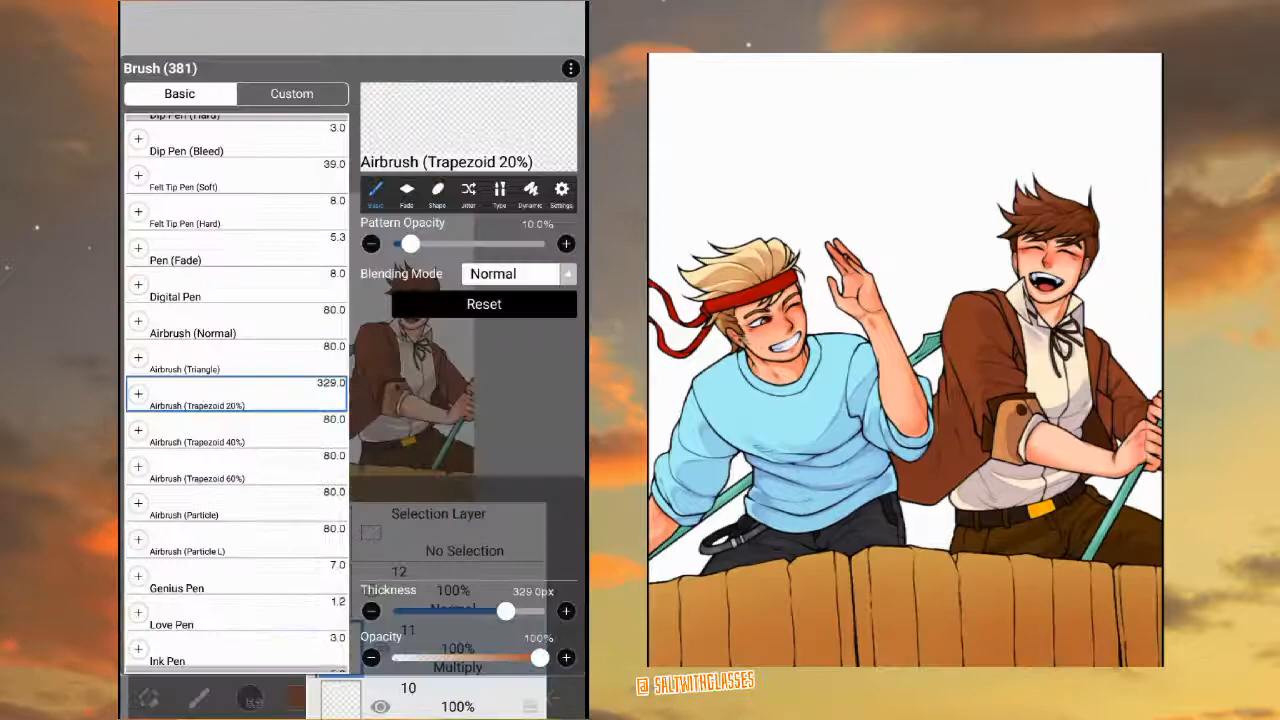 Brush (381)
Basic
Custom
Dip Pen (Hard)
3.0
Dip Pen (Bleed)
39.0
Felt Tip Pen (Soft)
8.0
Felt Tip Pen (Hard)
5.3
Pen (Fade)
8.0
Digital Pen
80.0
Airbrush (Normal)
80.0
Airbrush (Triangle)
329.0
Airbrush (Trapezoid 20%)
80.0
Airbrush (Trapezoid 40%)
80.0
Airbrush (Trapezoid 60%)
80.0
Airbrush (Particle)
80.0
Airbrush (Particle L)
7.0
Genius Pen
1.2
Love Pen
3.0
Ink Pen
Airbrush (Trapezoid 20%)
Basic
Fade
Shape
Jitter
Type
Dynamic
Settings
Pattern Opacity
10.0%
Blending Mode
Normal
Reset
Selection Layer
No Selection
12
100%
Normal
Thickness
329.0px
Opacity
100%
11
100%
Multiply
10
100%
@ SALTWITHGLASSES